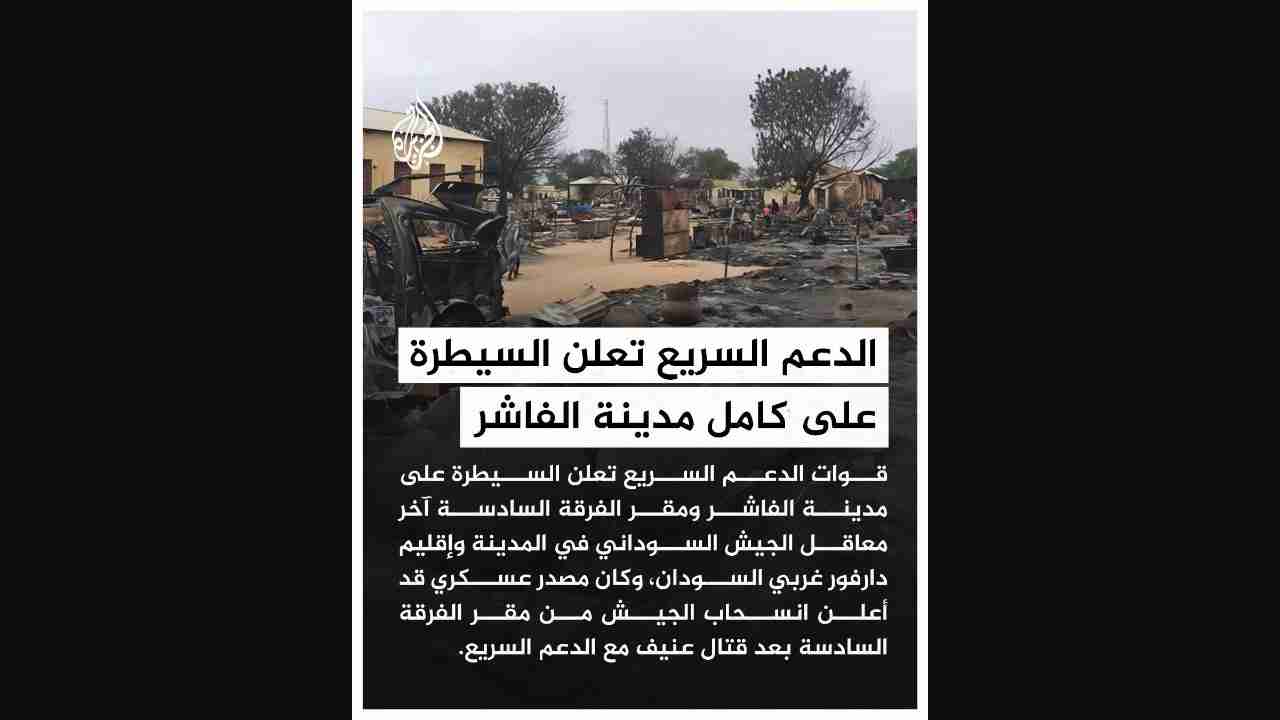 الجزيرة
الدعم السريع تعلن السيطرة
على كامل مدينة الفاشر
قوات الدعم السريع تعلن السيطرة على
مدينة الفاشر ومقر الفرقة السادسة آخر
معاقل الجيش السوداني في المدينة وإقليم
دارفور غربي السودان، وكان مصدر عسكري قد
أعلن انسحاب الجيش من مقر الفرقة
السادسة بعد قتال عنيف مع الدعم السريع.